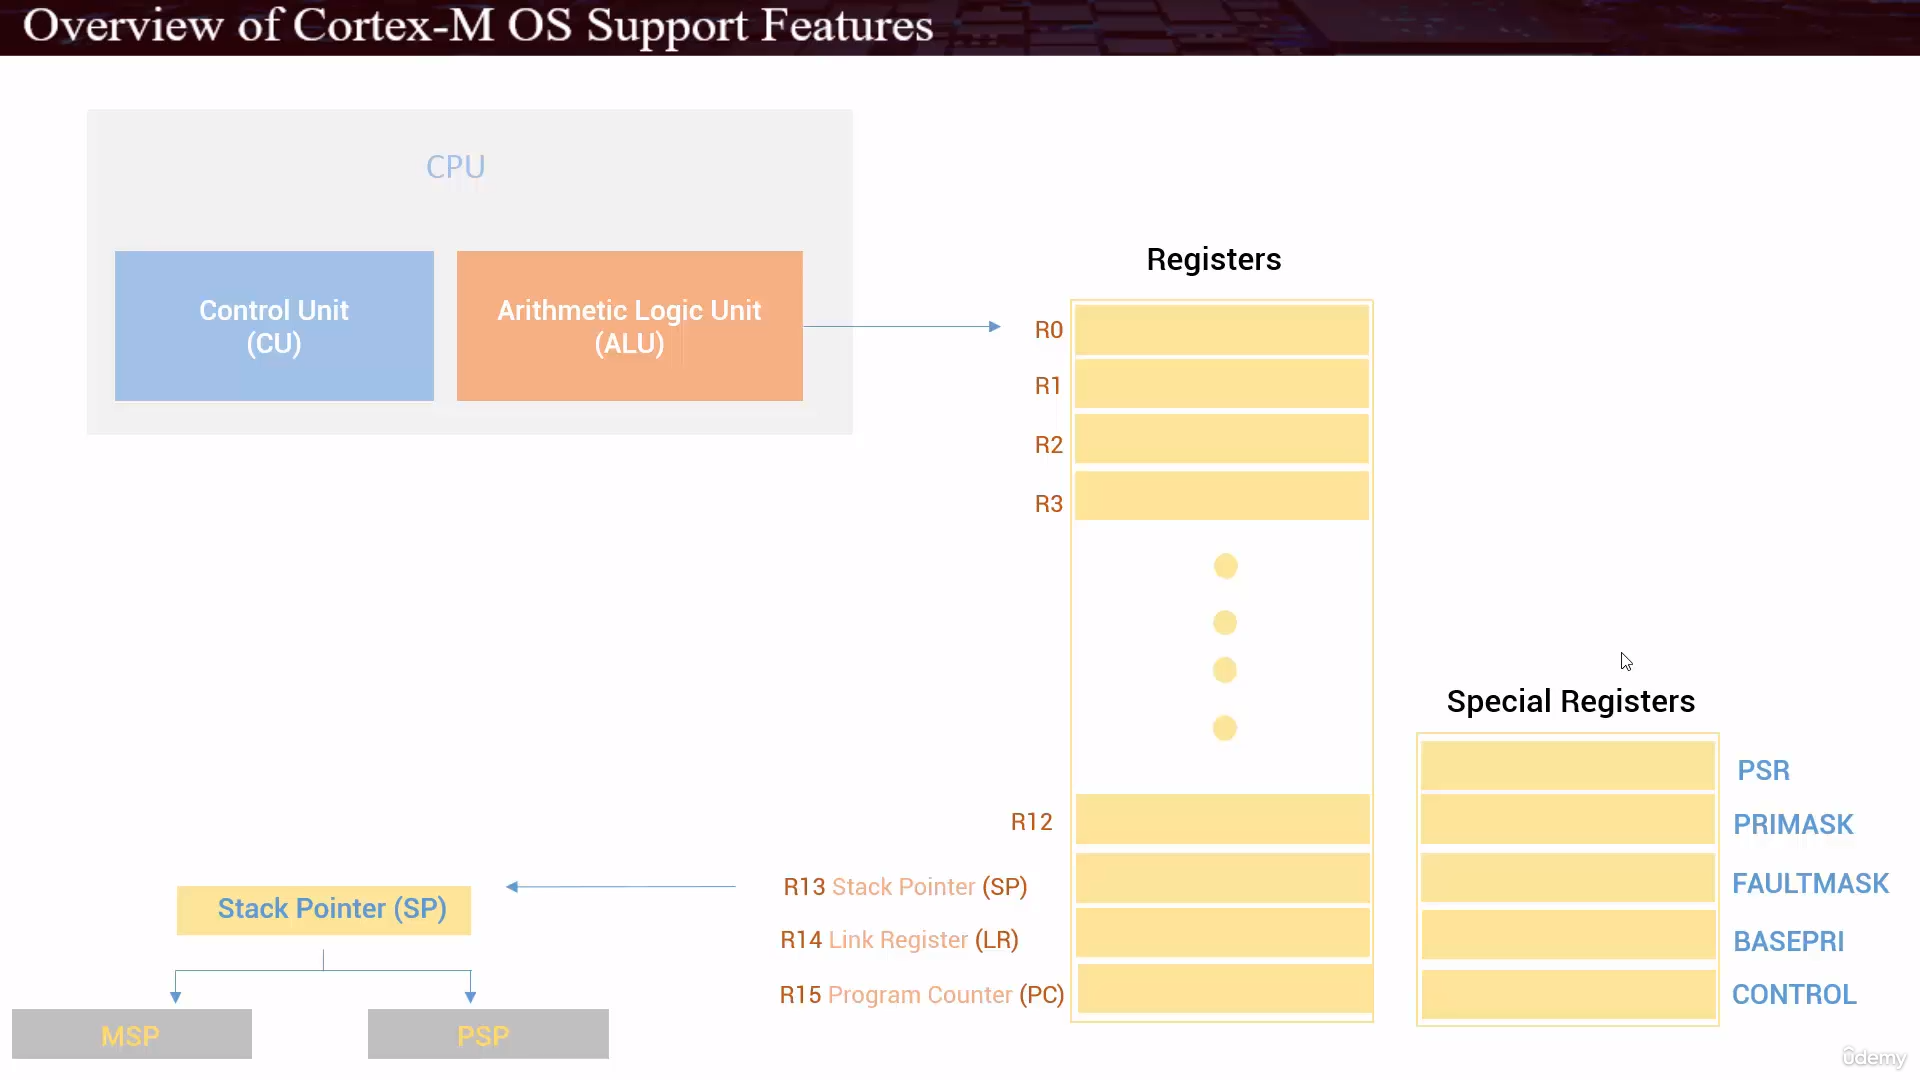 Overview of Cortex-M OS Support Features
CPU
Control Unit
(CU)
Arithmetic Logic Unit
(ALU)
Registers
R0
R1
R2
R3
R12
R13 Stack Pointer (SP)
R14 Link Register (LR)
R15 Program Counter (PC)
Special Registers
PSR
PRIMASK
FAULTMASK
BASEPRI
CONTROL
Stack Pointer (SP)
MSP
PSP
ûdemy